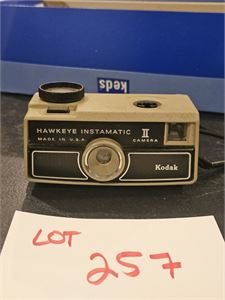 keds
HAWKEYE INSTAMATIC II
MADE IN U.S.A. CAMERA
Kodak
LOT
257